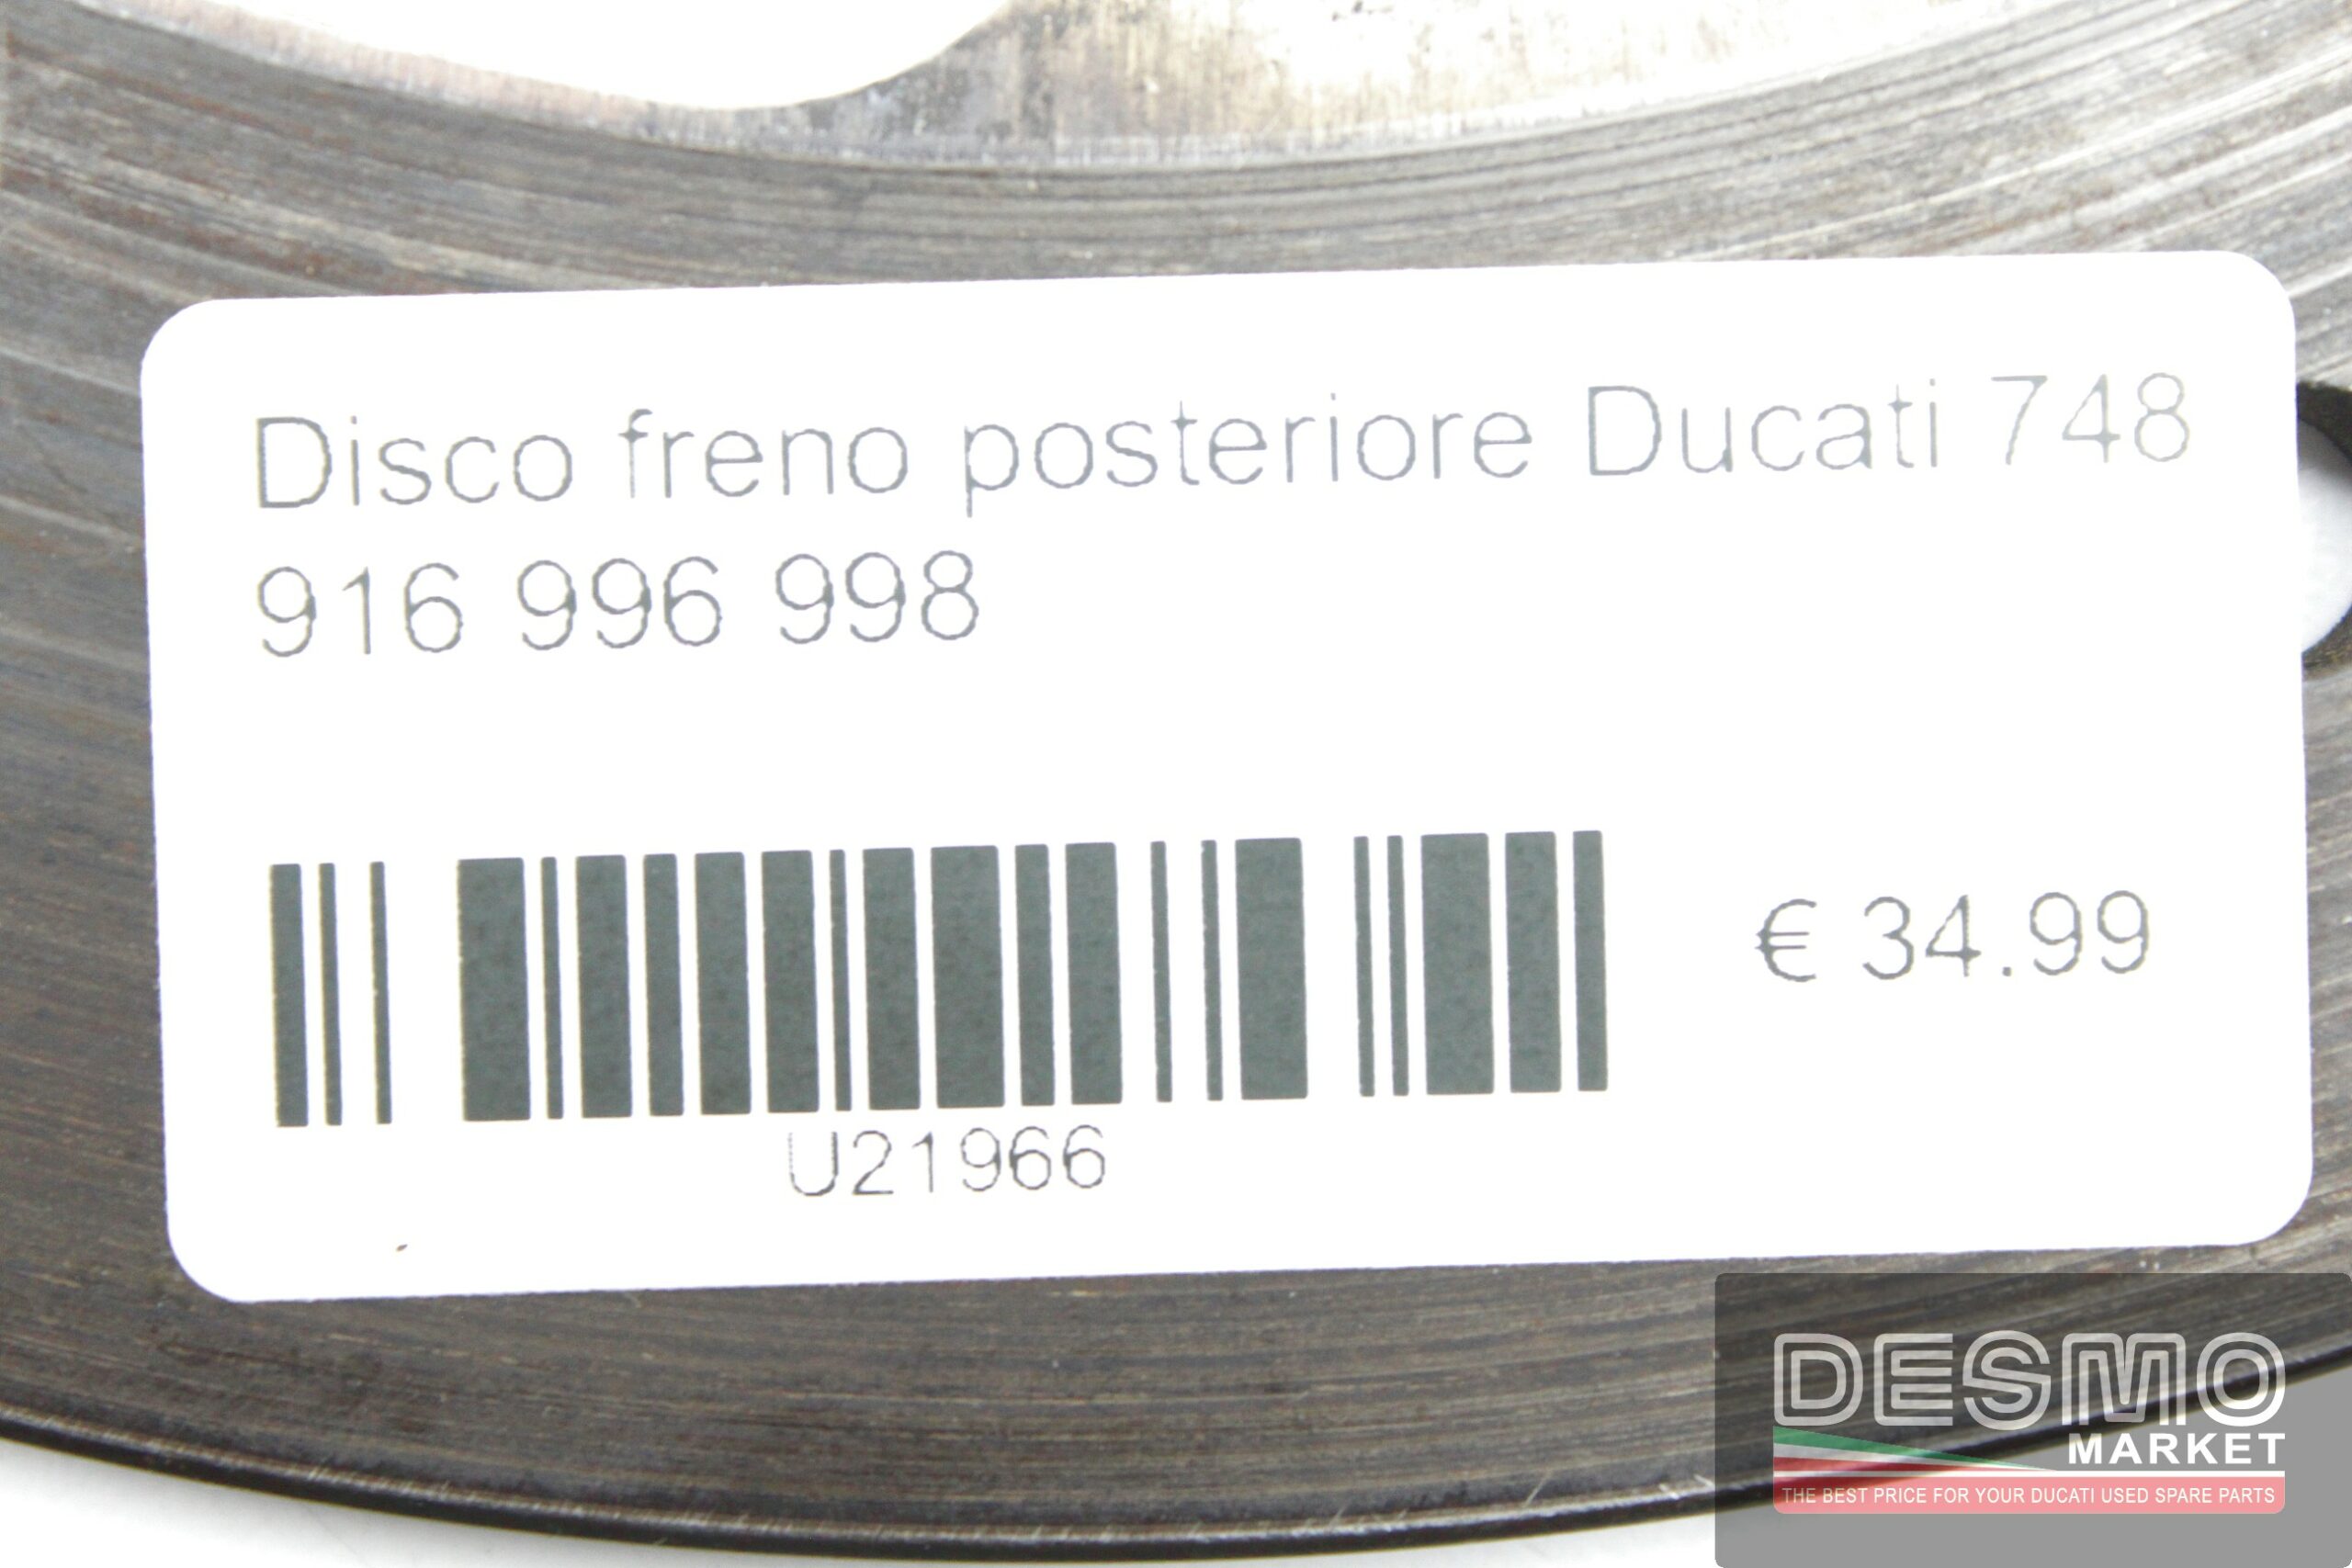 Disco freno posteriore Ducati 748
916 996 998
€ 34.99
U21966
DESMO
MARKET
THE BEST PRICE FOR YOUR DUCATI USED SPARE PARTS